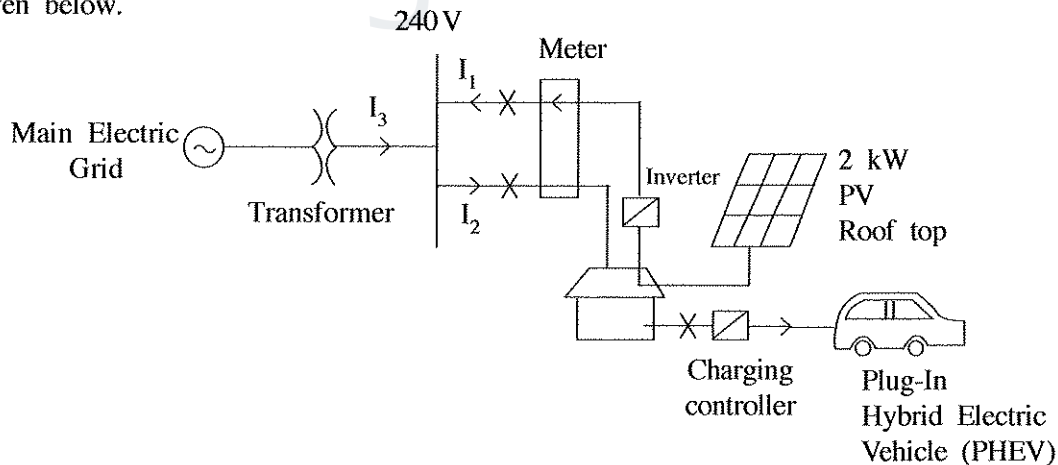 en below.
240 V
Meter
I₁
I₃
Main Electric
Grid
Transformer
I₂
Inverter
2 kW
PV
Roof top
Charging
controller
Plug-In
Hybrid Electric
Vehicle (PHEV)